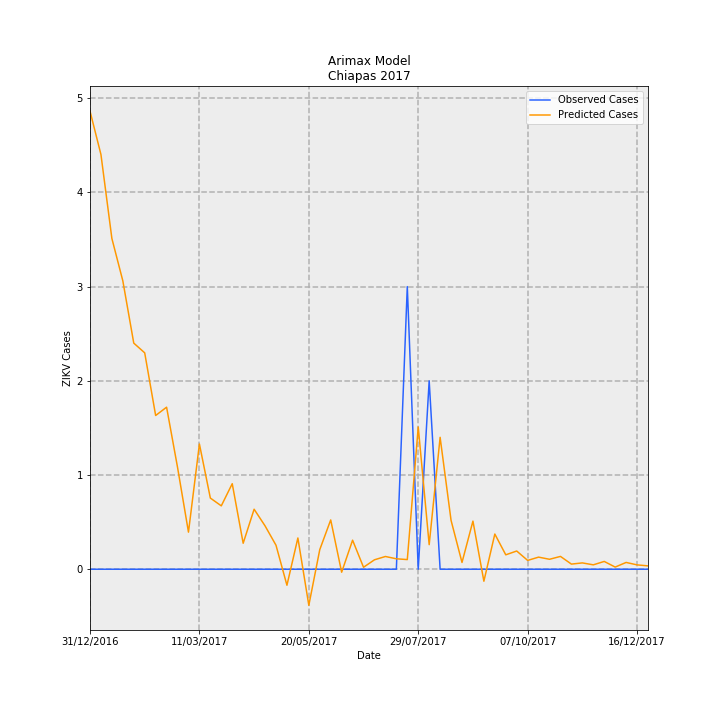 Arimax Model
Chiapas 2017
Observed Cases
Predicted Cases
ZIKV Cases
5
4
3
2
1
0
31/12/2016
11/03/2017
20/05/2017
29/07/2017
07/10/2017
16/12/2017
Date